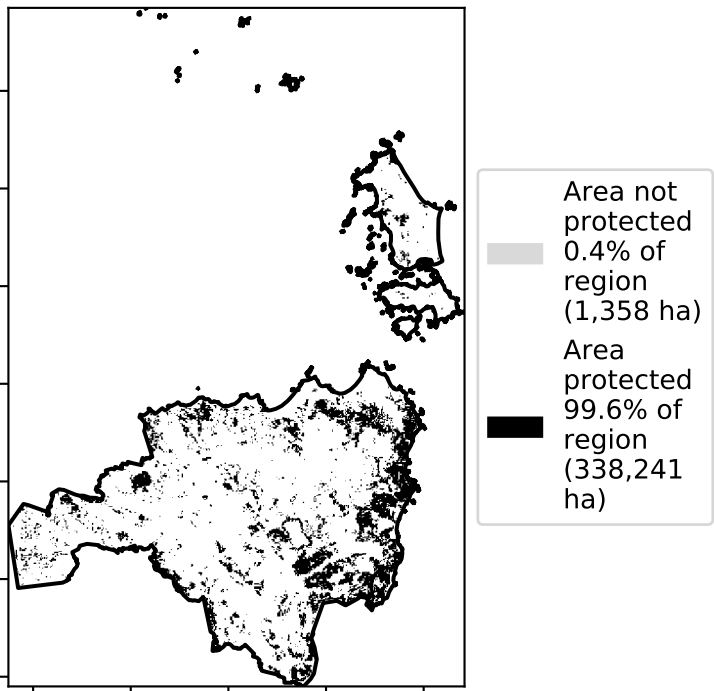 Area not
protected
0.4% of
region
(1,358 ha)
Area
protected
99.6% of
region
(338,241
ha)